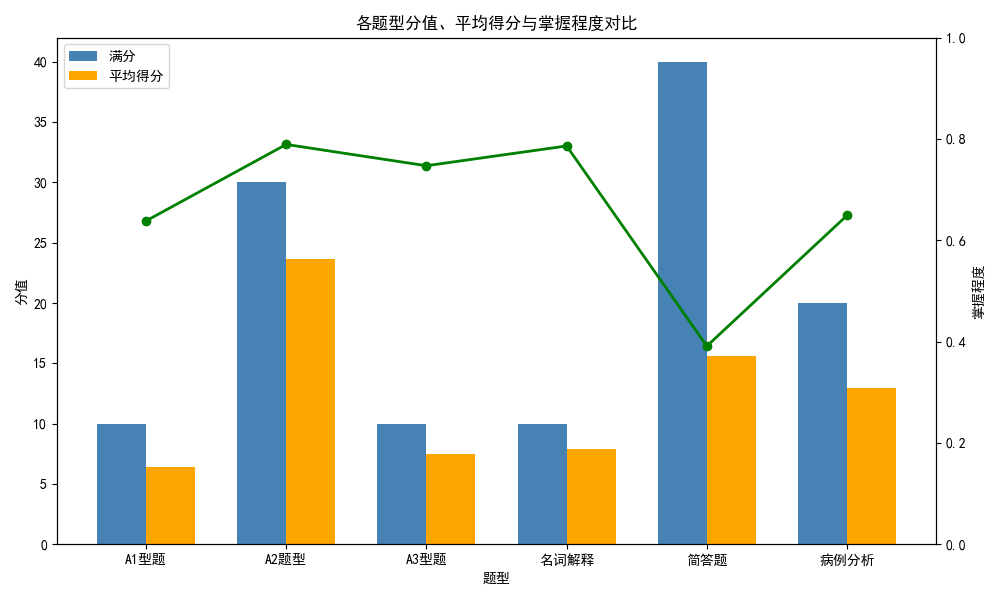 各题型分值、平均得分与掌握程度对比
满分
平均得分
分值
40
35
30
25
20
15
10
5
0
1.0
0.8
0.6
0.4
0.2
0.0
掌握程度
A1型题
A2题型
A3型题
名词解释
简答题
病例分析
题型